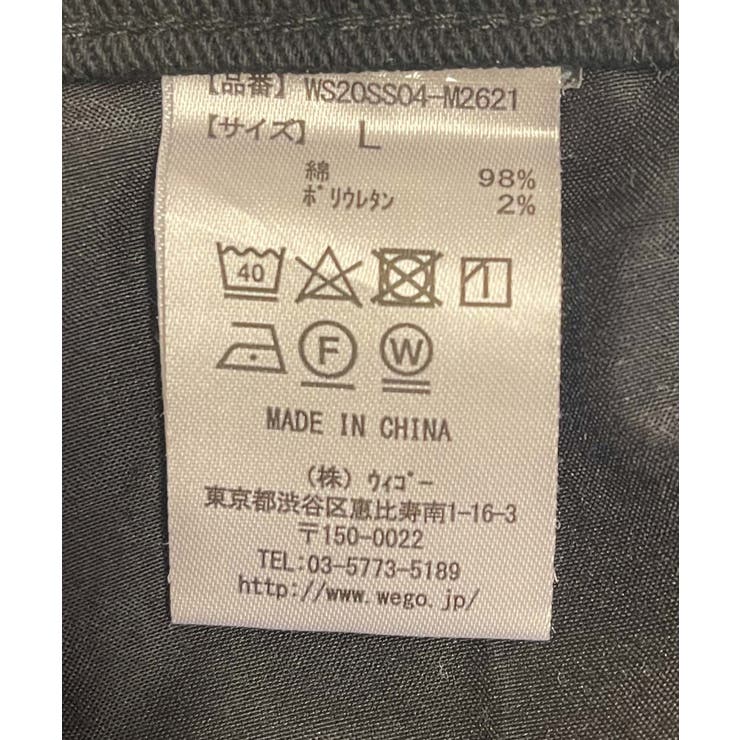 【品番】 WS20SS04-M2621
【サイズ】 L
綿 98%
ポリウレタン 2%
40
F W
MADE IN CHINA
(株) ウィゴー
東京都渋谷区恵比寿南1-16-3
〒150-0022
TEL:03-5773-5189
http://www.wego.jp/